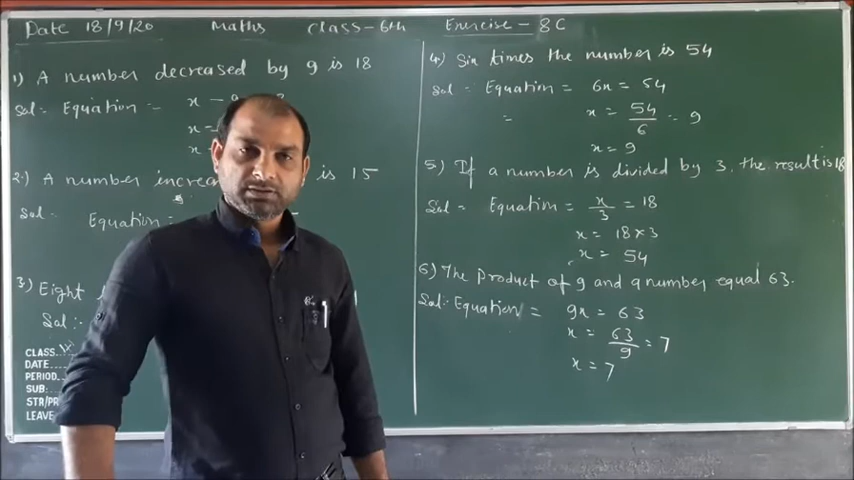 Date 18/9/20 Maths Class-6th Exercise - 8C
1) A number decreased by 9 is 18
Sol: Equation =
x - 
x =
x
2) A number
is 15
Sol: Equation
3) Eight
Sol:
CLASS
DATE
PERIOD
SUB:
STR/PR
LEAVE
4) Six times the number is 54
Sol = Equation = 6x = 54
= x = 54/6 = 9
x = 9
5) If a number is divided by 3, the result is 18
Sol = Equation = x/3 = 18
x = 18×3
x = 54
6) The Product of 9 and a number equal 63.
Sol: Equation = 9x = 63
x = 63/9 = 7
x = 7